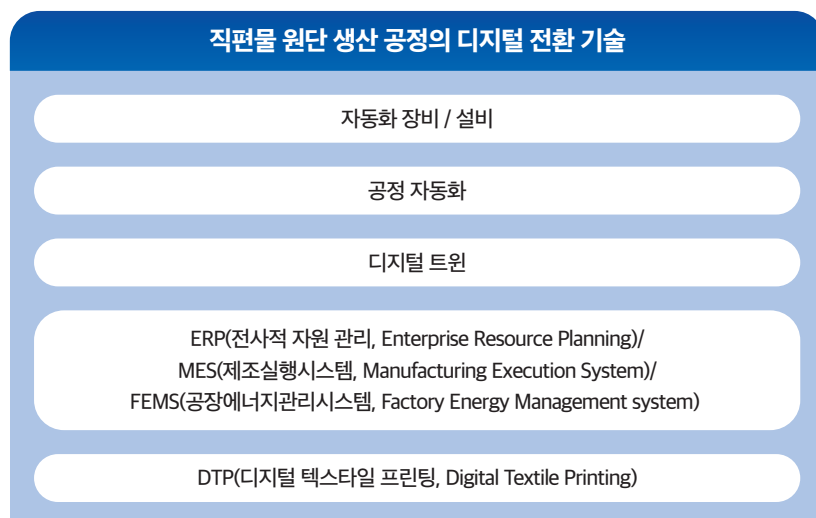 직편물 원단 생산 공정의 디지털 전환 기술
자동화 장비 / 설비
공정 자동화
디지털 트윈
ERP(전사적 자원 관리, Enterprise Resource Planning)/
MES(제조실행시스템, Manufacturing Execution System)/
FEMS(공장에너지관리시스템, Factory Energy Management system)
DTP(디지털 텍스타일 프린팅, Digital Textile Printing)